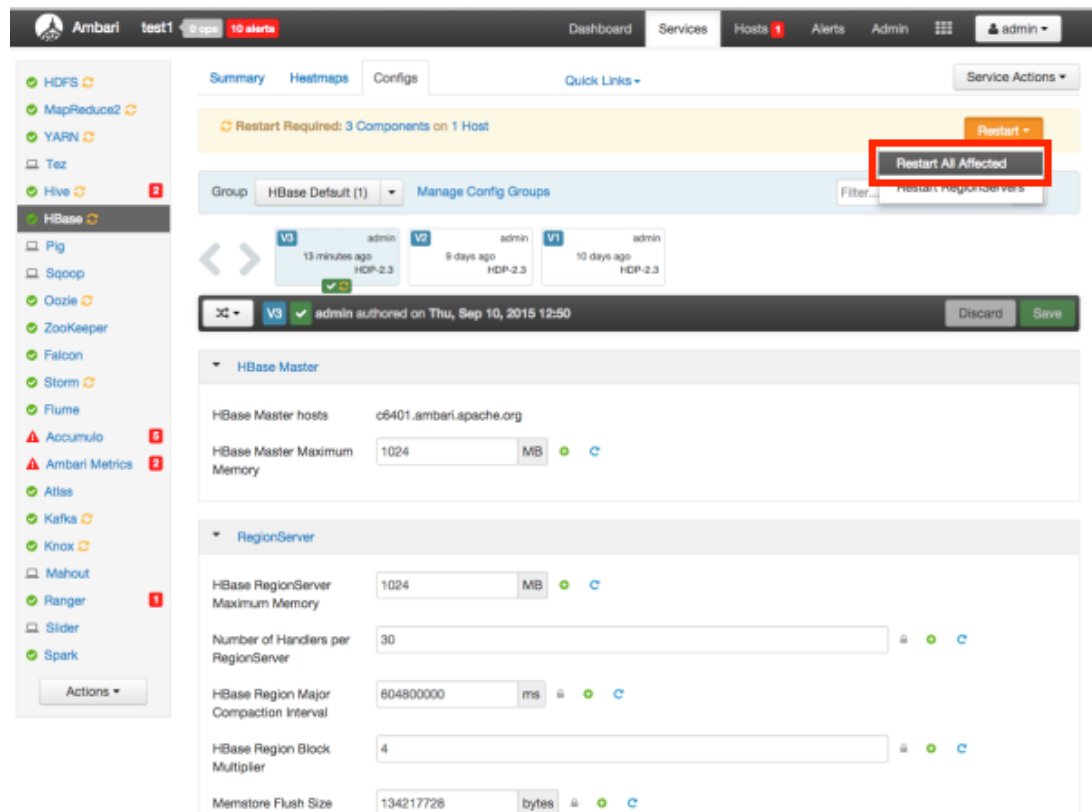 Ambari test1 0 ops 10 alerts Dashboard Services Hosts 1 Alerts Admin admin
HDFS
MapReduce2
YARN
Tez
Hive 2
HBase
Pig
Sqoop
Oozie
ZooKeeper
Falcon
Storm
Flume
Accumulo 5
Ambari Metrics 2
Atlas
Kafka
Knox
Mahout
Ranger 1
Slider
Spark
Actions
Summary Heatmaps Configs Quick Links Service Actions
Restart Required: 3 Components on 1 Host Restart
Restart All Affected
Restart RegionServers
Group HBase Default (1) Manage Config Groups Filter...
V3 admin V2 admin V1 admin
13 minutes ago 9 days ago 10 days ago
HDP-2.3 HDP-2.3 HDP-2.3
V3 admin authored on Thu, Sep 10, 2015 12:50 Discard Save
HBase Master
HBase Master hosts c6401.ambari.apache.org
HBase Master Maximum 1024 MB
Memory
RegionServer
HBase RegionServer 1024 MB
Maximum Memory
Number of Handlers per 30
RegionServer
HBase Region Major 604800000 ms
Compaction Interval
HBase Region Block 4
Multiplier
Memstore Flush Size 134217728 bytes